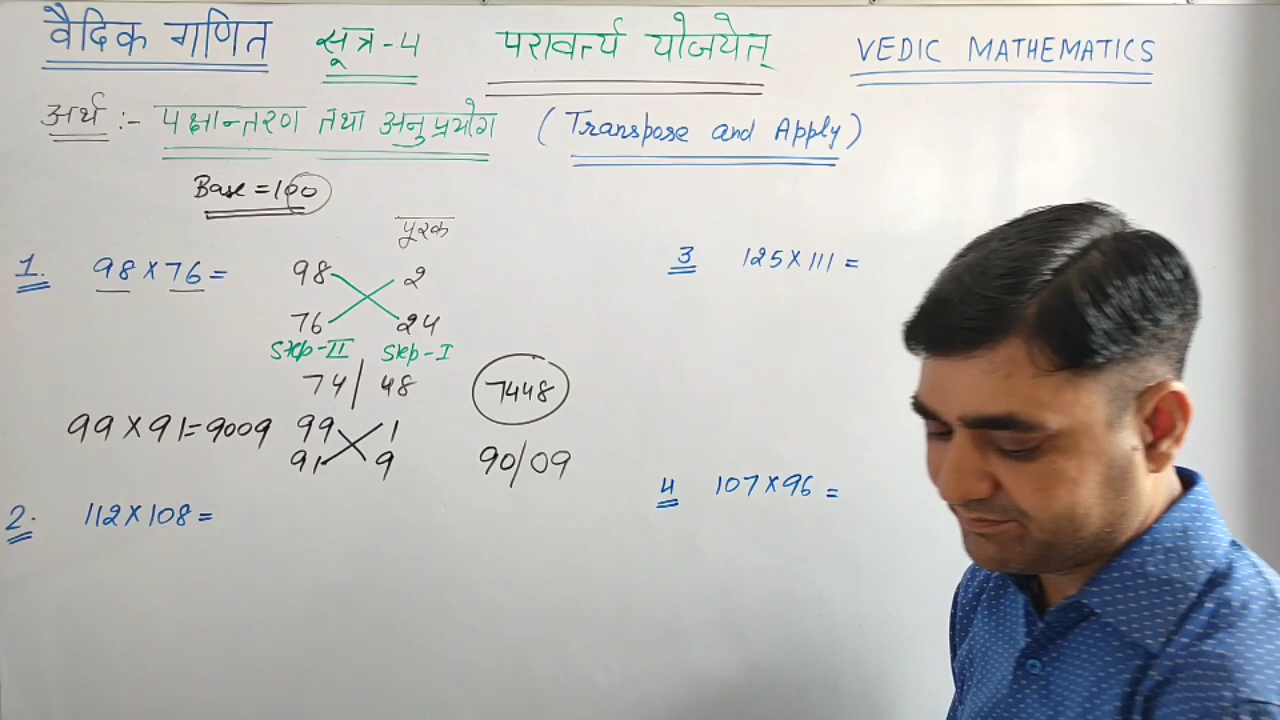 वैदिक गणित सूत्र-4 परावर्त्य योजयेत् VEDIC MATHEMATICS
अर्थ :- पक्षान्तरण तथा अनुप्रयोग (Transpose and Apply)
Base = 100
पूरक
1. 98 × 76 = 98 2
76 24
Step-II Step-I
74 / 48 7448
99 × 91 = 9009 99 1
91 9 90/09
2. 112 × 108 =
3 125 × 111 =
4 107 × 96 =